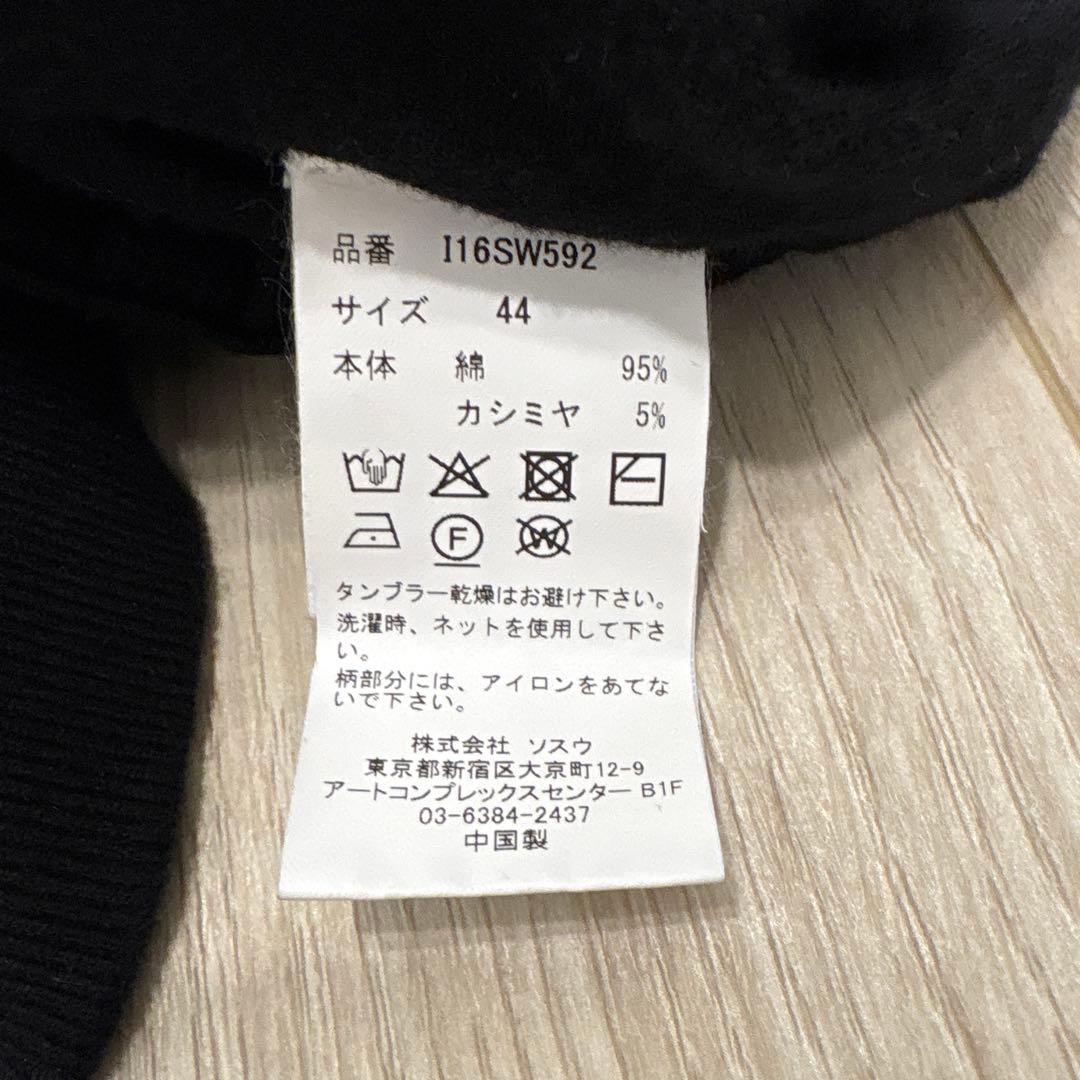 品番 I16SW592
サイズ 44
本体 綿 95%
カシミヤ 5%
F W
タンブラー乾燥はお避け下さい。
洗濯時、ネットを使用して下さ
い。
柄部分には、アイロンをあてな
いで下さい。
株式会社 ソスウ
東京都新宿区大京町12-9
アートコンプレックスセンター B1F
03-6384-2437
中国製